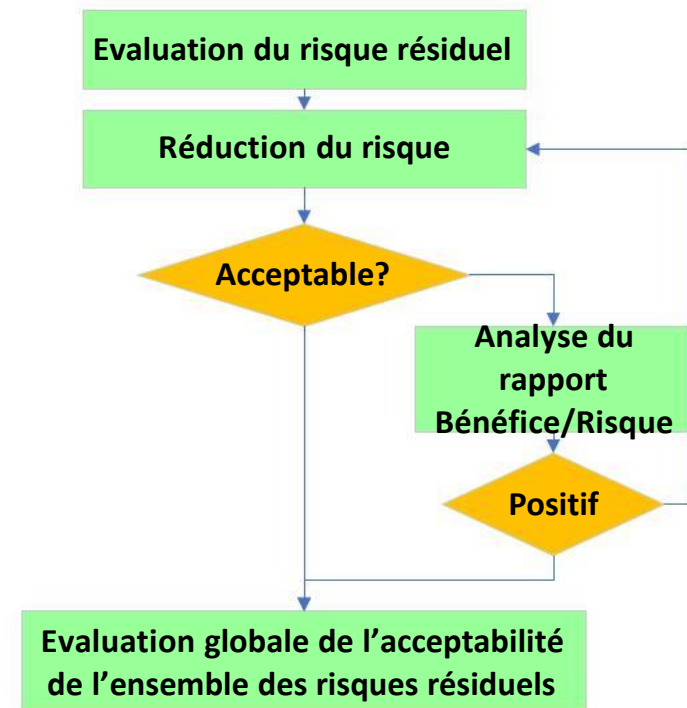 Evaluation du risque résiduel
Réduction du risque
Acceptable?
Analyse du
rapport
Bénéfice/Risque
Positif
Evaluation globale de l’acceptabilité
de l’ensemble des risques résiduels